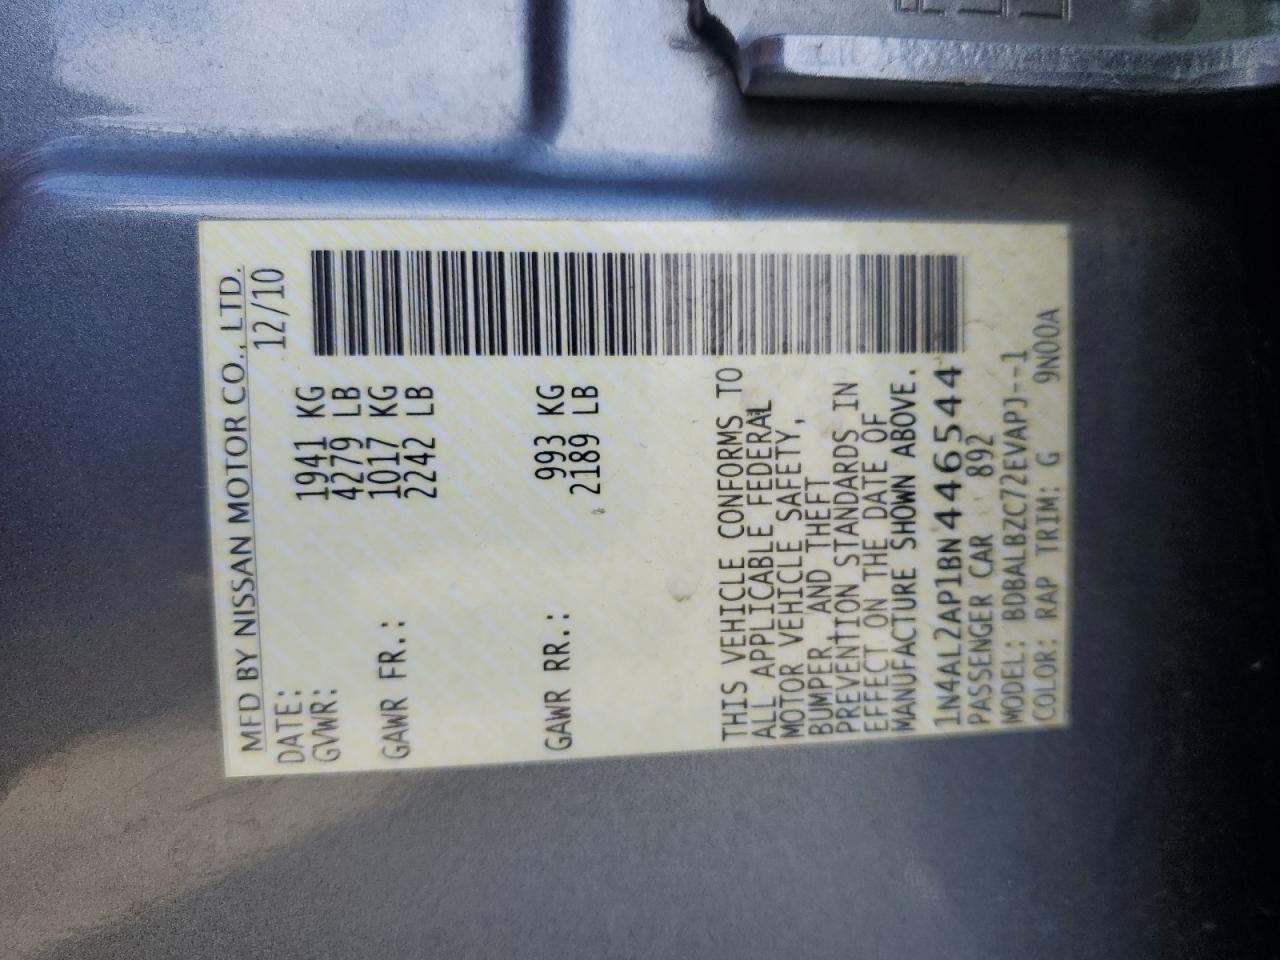 MFD BY NISSAN MOTOR CO., LTD.
DATE: 12/10
GVWR: 1941 KG
4279 LB
GAWR FR.: 1017 KG
2242 LB
GAWR RR.: 993 KG
2189 LB
THIS VEHICLE CONFORMS TO
ALL APPLICABLE FEDERAL
MOTOR VEHICLE SAFETY,
BUMPER, AND THEFT
PREVENTION STANDARDS IN
EFFECT ON THE DATE OF
MANUFACTURE SHOWN ABOVE.
1N4AL2AP1BN446544
PASSENGER CAR 892
MODEL: BDBALBZC72EVAPJ--1
COLOR: RAP TRIM: G 9N00A